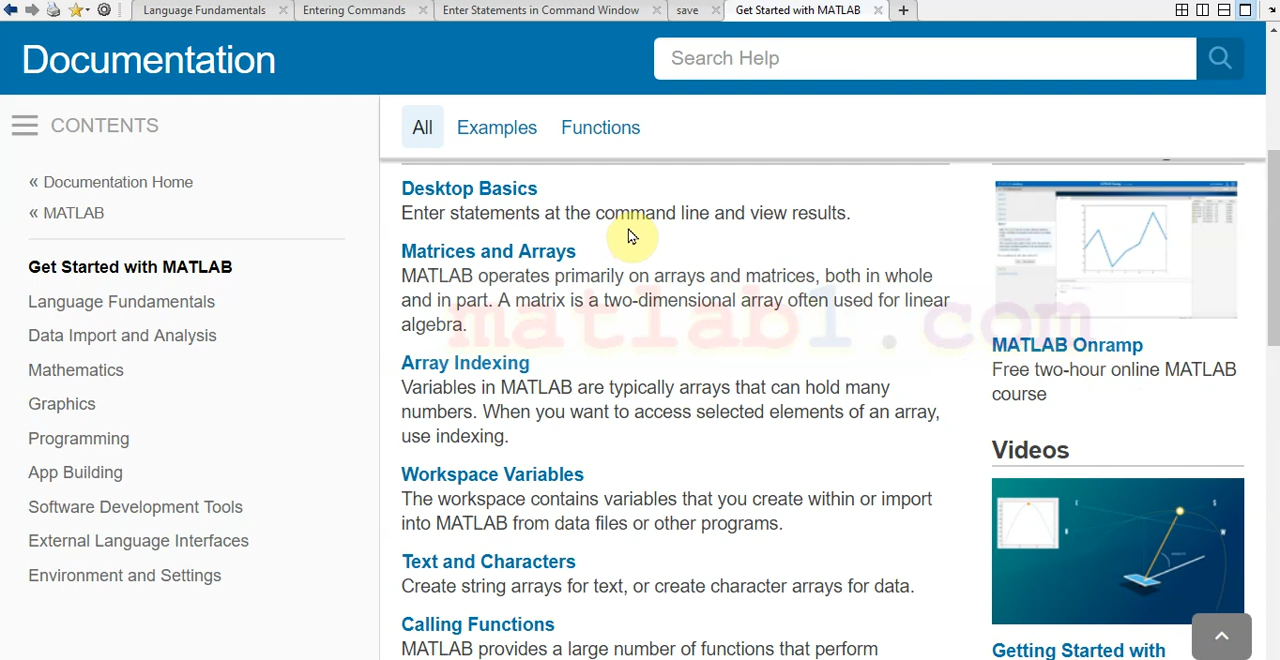 Language Fundamentals
Entering Commands
Enter Statements in Command Window
save
Get Started with MATLAB
Documentation
Search Help
CONTENTS
All
Examples
Functions
« Documentation Home
« MATLAB
Get Started with MATLAB
Language Fundamentals
Data Import and Analysis
Mathematics
Graphics
Programming
App Building
Software Development Tools
External Language Interfaces
Environment and Settings
Desktop Basics
Enter statements at the command line and view results.
Matrices and Arrays
MATLAB operates primarily on arrays and matrices, both in whole
and in part. A matrix is a two-dimensional array often used for linear
algebra.
matlab1.com
Array Indexing
Variables in MATLAB are typically arrays that can hold many
numbers. When you want to access selected elements of an array,
use indexing.
Workspace Variables
The workspace contains variables that you create within or import
into MATLAB from data files or other programs.
Text and Characters
Create string arrays for text, or create character arrays for data.
Calling Functions
MATLAB provides a large number of functions that perform
MATLAB Onramp
Free two-hour online MATLAB
course
Videos
E
S
W
Getting Started with